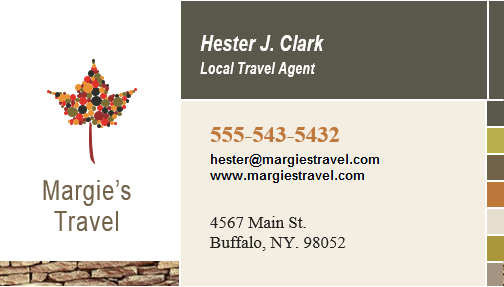 Hester J. Clark
Local Travel Agent
555-543-5432
hester@margiestravel.com
www.margiestravel.com
4567 Main St.
Buffalo, NY. 98052
Margie's
Travel